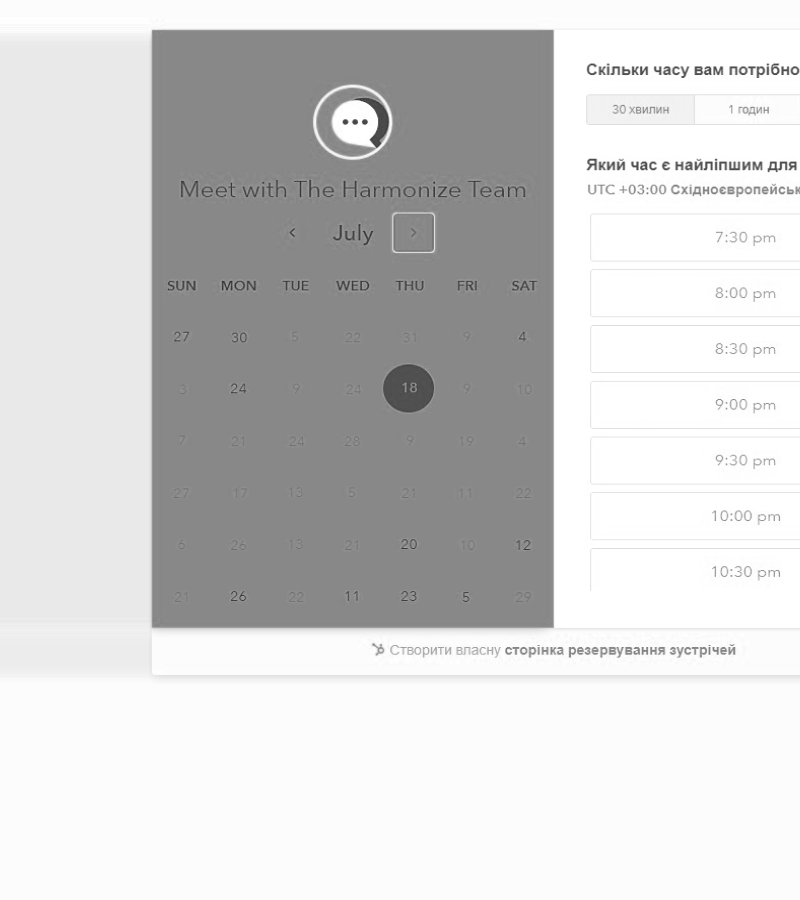 Meet with The Harmonize Team
July
SUN MON TUE WED THU FRI SAT
27 30 5 22 31 9 4
3 24 9 24 18 9 10
7 21 24 28 9 19 4
27 17 13 5 21 11 22
6 26 13 21 20 10 12
21 26 22 11 23 5 29
Скільки часу вам потрібно
30 хвилин 1 годин
Який час є найліпшим для
UTC +03:00 Східноєвропейськ
7:30 pm
8:00 pm
8:30 pm
9:00 pm
9:30 pm
10:00 pm
10:30 pm
Створити власну сторінка резервування зустрічей